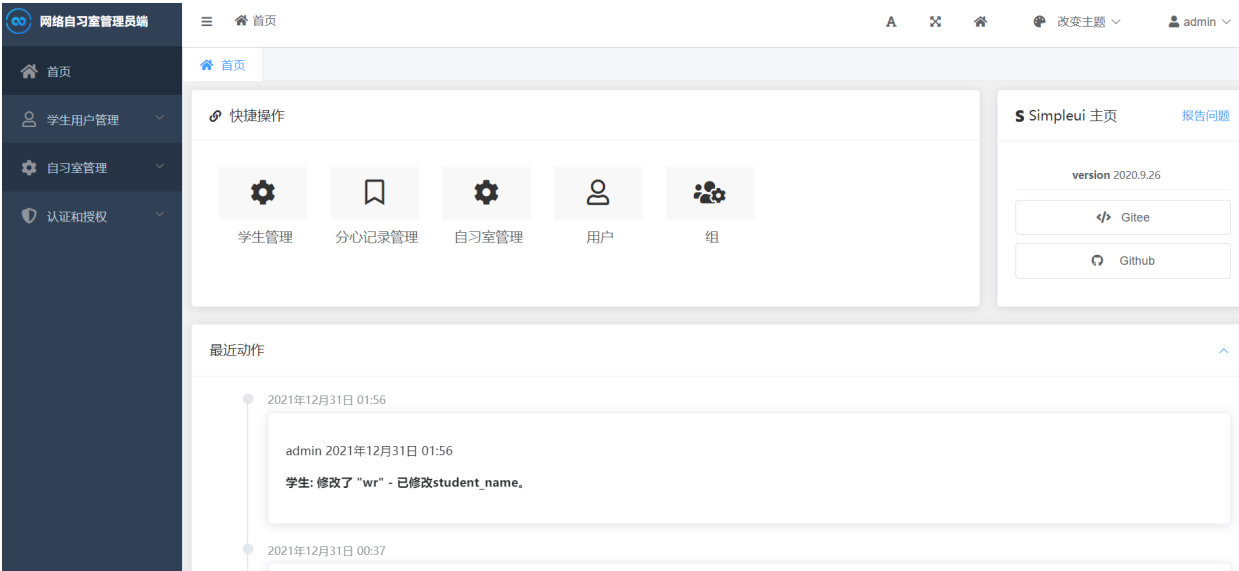 网络自习室管理员端
首页
A
改变主题
admin
首页
首页
学生用户管理
自习室管理
认证和授权
快捷操作
学生管理
分心记录管理
自习室管理
用户
组
S Simpleui 主页
报告问题
version 2020.9.26
</> Gitee
Github
最近动作
2021年12月31日 01:56
admin 2021年12月31日 01:56
学生: 修改了 "wr" - 已修改student_name。
2021年12月31日 00:37